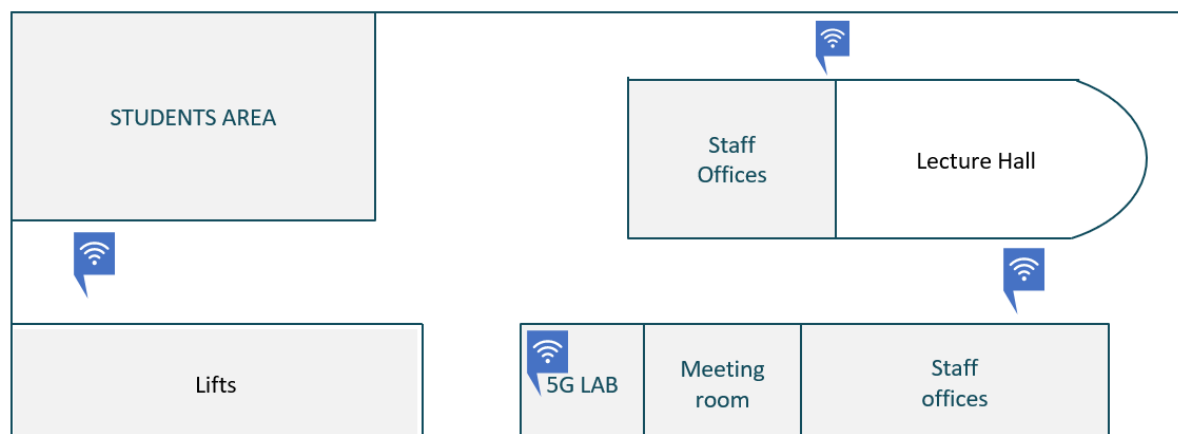 STUDENTS AREA
Staff
Offices
Lecture Hall
Lifts
5G LAB
Meeting
room
Staff
offices